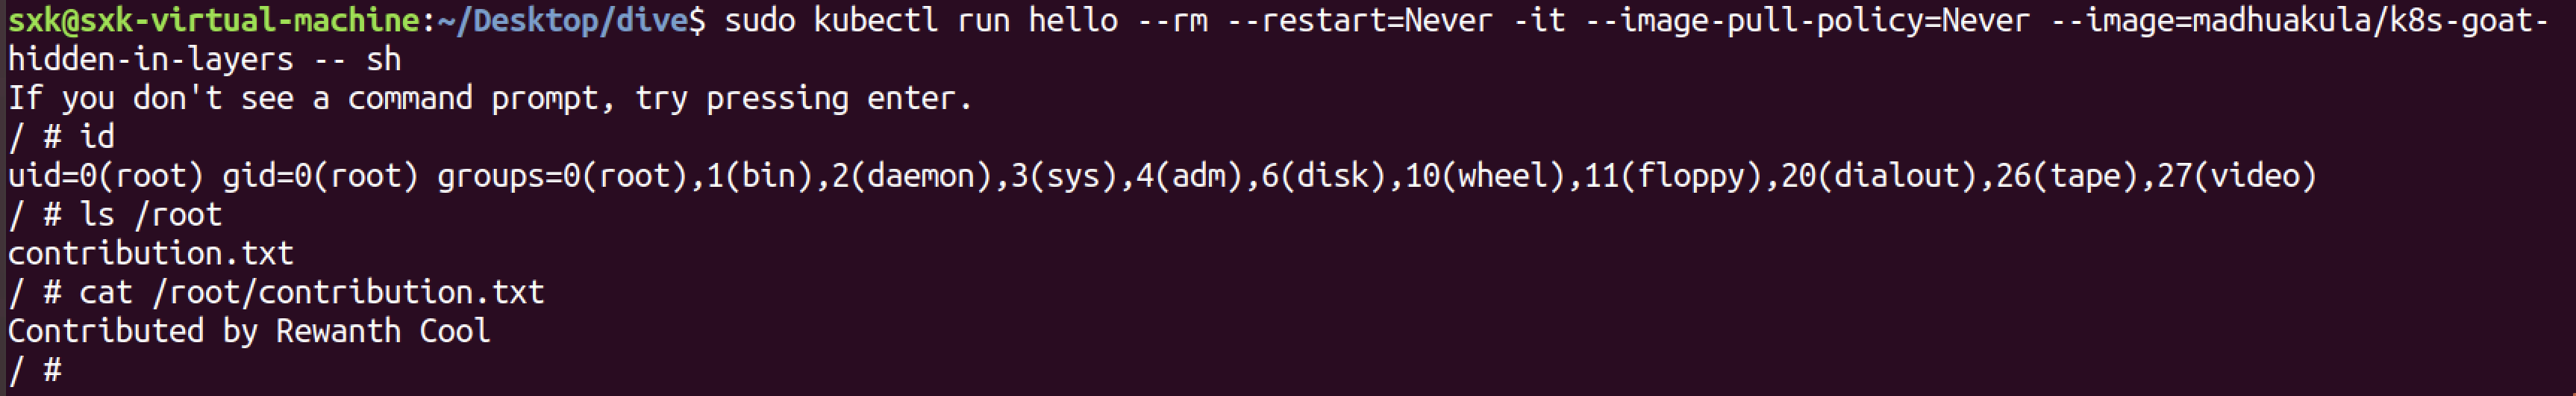 sxk@sxk-virtual-machine:~/Desktop/dive$ sudo kubectl run hello --rm --restart=Never -it --image-pull-policy=Never --image=madhuakula/k8s-goat-
hidden-in-layers -- sh
If you don't see a command prompt, try pressing enter.
/ # id
uid=0(root) gid=0(root) groups=0(root),1(bin),2(daemon),3(sys),4(adm),6(disk),10(wheel),11(floppy),20(dialout),26(tape),27(video)
/ # ls /root
contribution.txt
/ # cat /root/contribution.txt
Contributed by Rewanth Cool
/ #